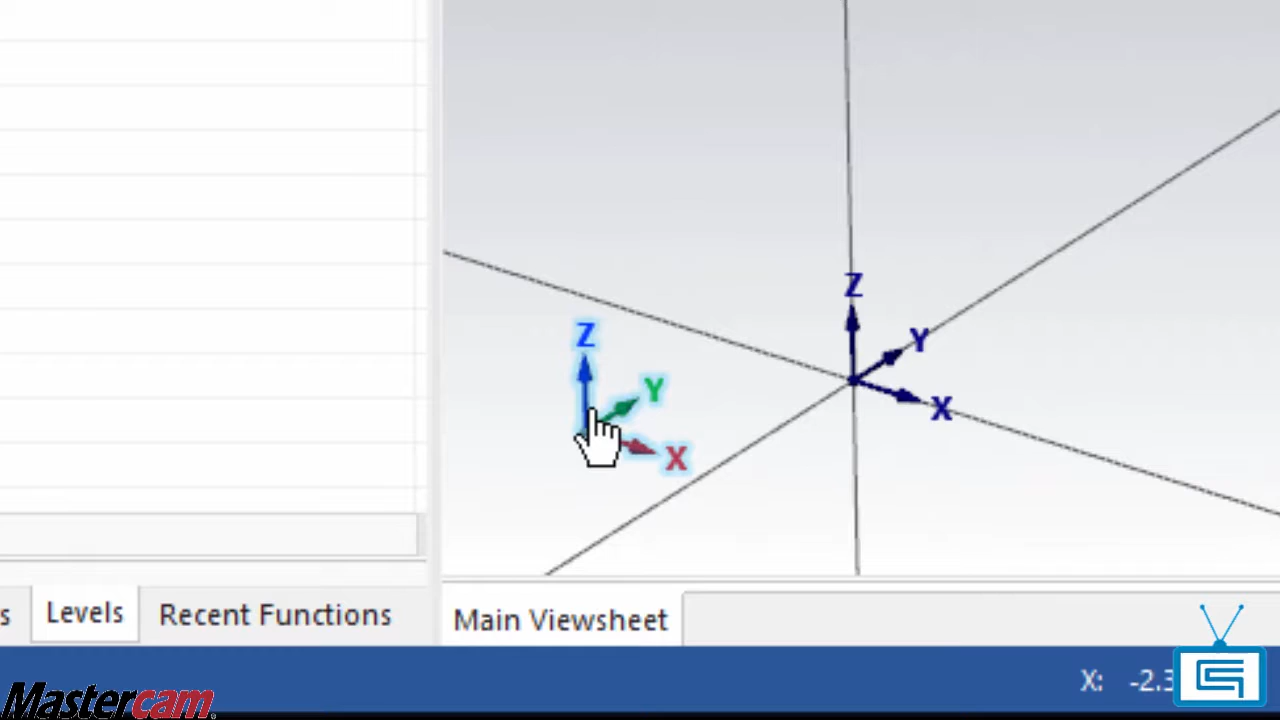 Z
Y
X
Z
Y
X
s
Levels
Recent Functions
Main Viewsheet
X: -2.3
Mastercam.